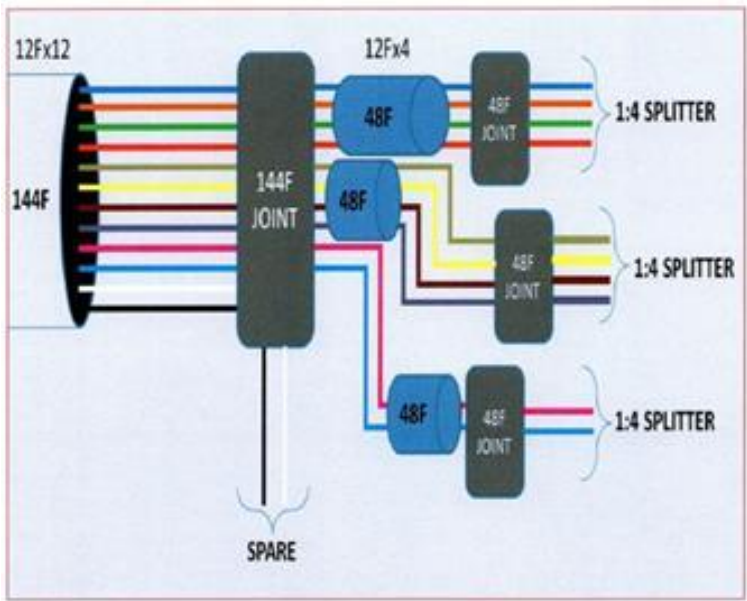 12Fx12
12Fx4
144F
144F
JOINT
48F
48F
JOINT
1:4 SPLITTER
48F
48F
JOINT
1:4 SPLITTER
48F
48F
JOINT
1:4 SPLITTER
SPARE